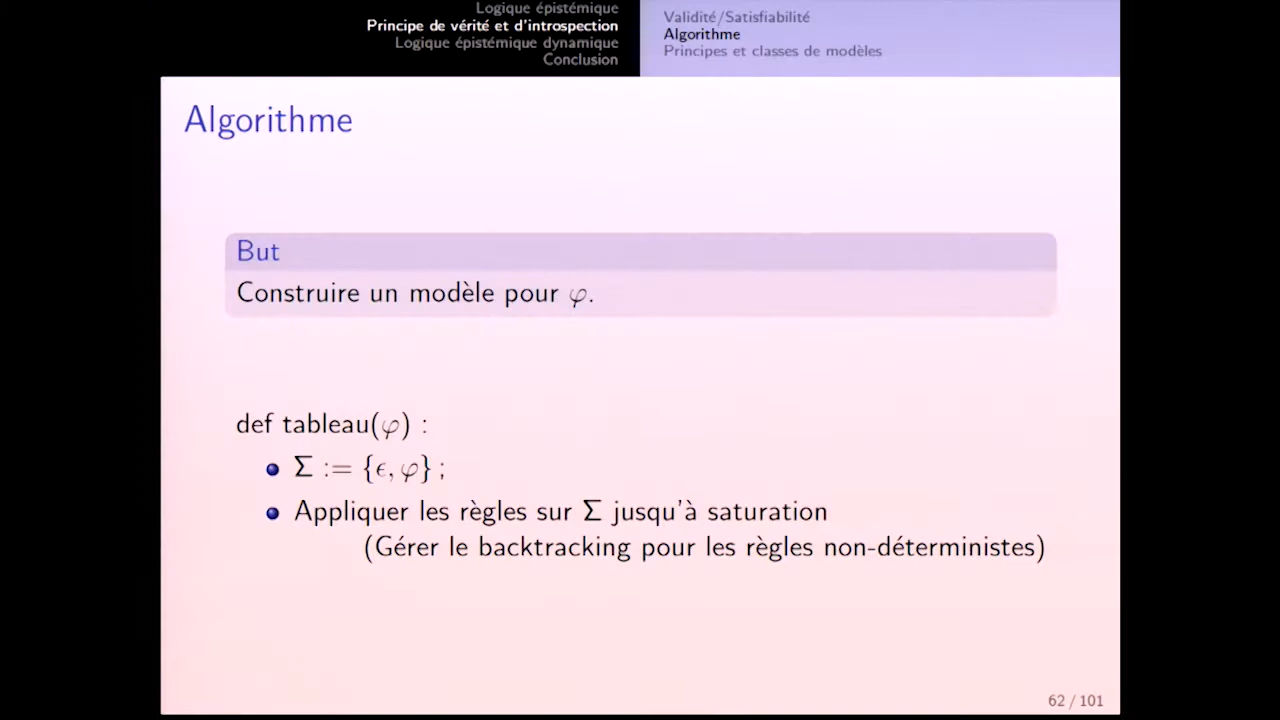 Logique épistémique
Principe de vérité et d'introspection
Logique épistémique dynamique
Conclusion
Validité/Satisfiabilité
Algorithme
Principes et classes de modèles
Algorithme
But
Construire un modèle pour φ.
def tableau(φ) :
Σ := {ϵ, φ} ;
Appliquer les règles sur Σ jusqu'à saturation
(Gérer le backtracking pour les règles non-déterministes)
62 / 101